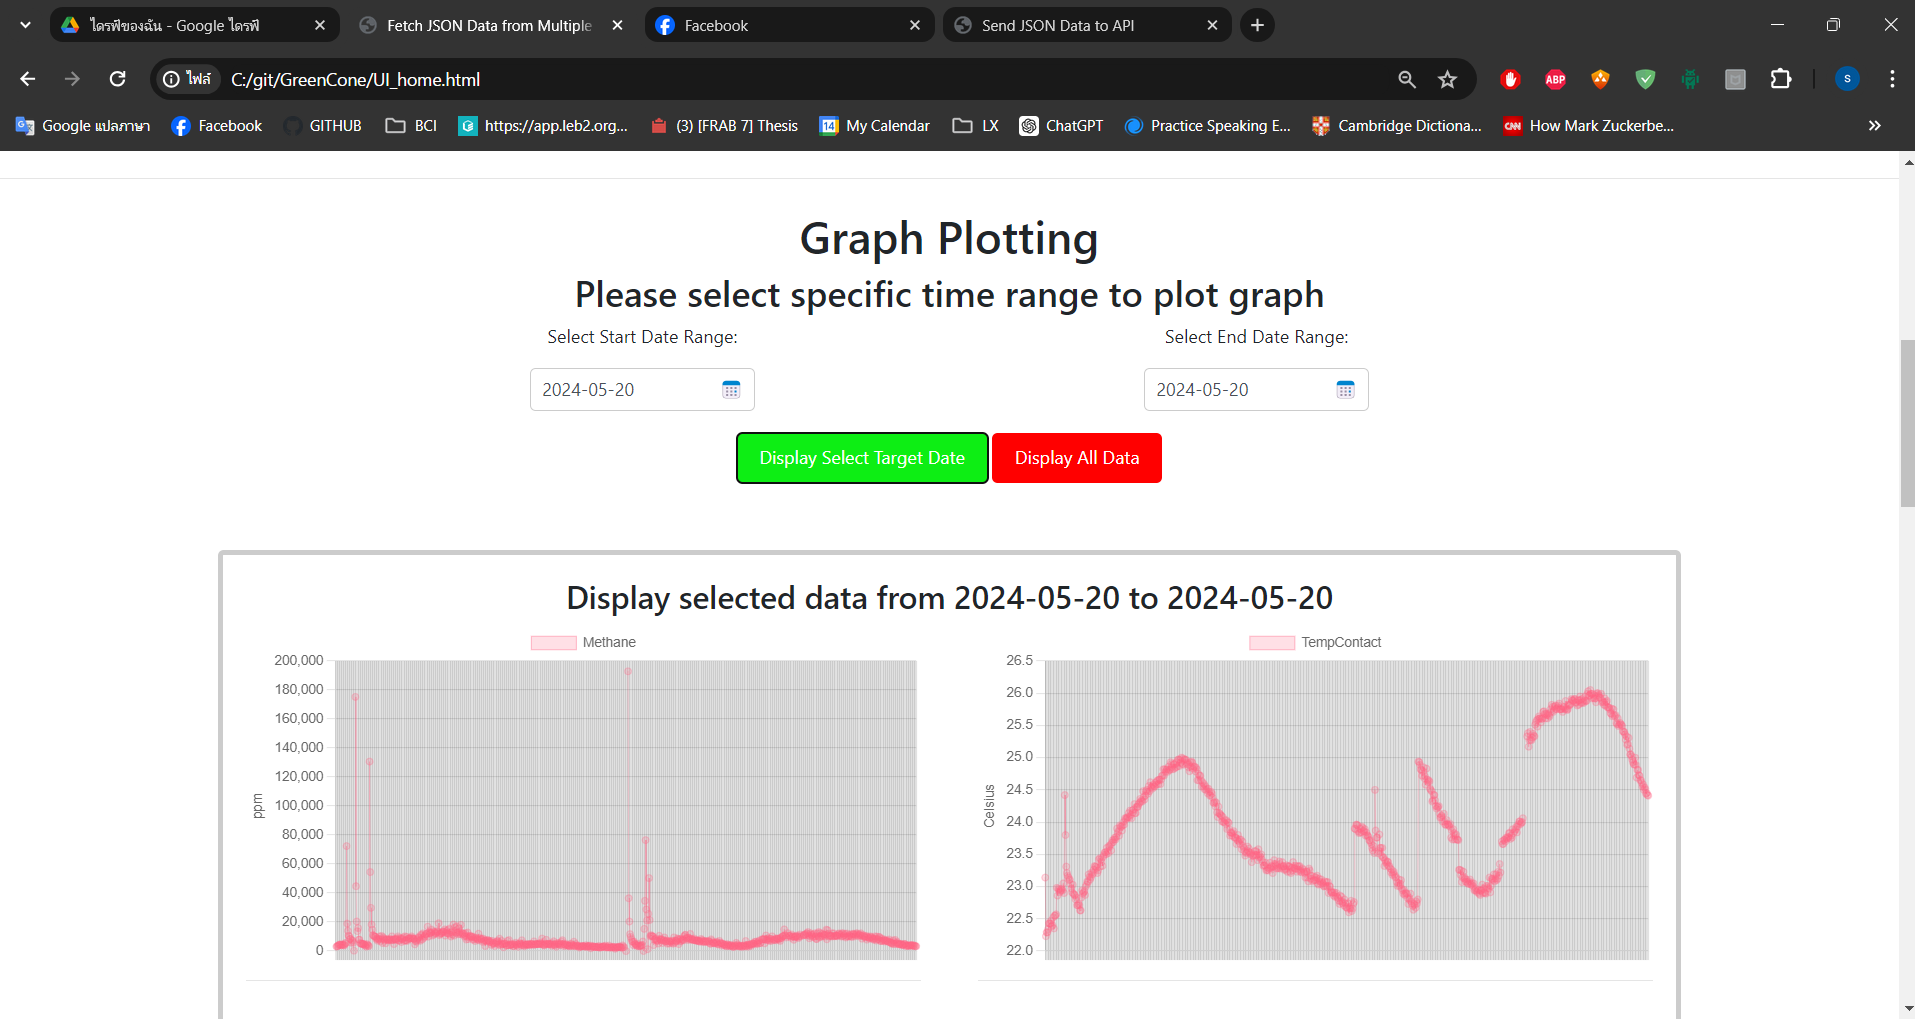 ไดรฟ์ของฉัน - Google ไดรฟ์
Fetch JSON Data from Multiple
Facebook
Send JSON Data to API
ไฟล์ C:/git/GreenCone/UI_home.html
ABP
S
Google แปลภาษา Facebook GITHUB BCI https://app.leb2.org... (3) [FRAB 7] Thesis 14 My Calendar LX ChatGPT Practice Speaking E... Cambridge Dictiona... CNN How Mark Zuckerbe...
Graph Plotting
Please select specific time range to plot graph
Select Start Date Range: Select End Date Range:
2024-05-20 2024-05-20
Display Select Target Date Display All Data
Display selected data from 2024-05-20 to 2024-05-20
Methane
200,000
180,000
160,000
140,000
120,000
100,000
80,000
60,000
40,000
20,000
0
ppm
TempContact
26.5
26.0
25.5
25.0
24.5
24.0
23.5
23.0
22.5
22.0
Celsius